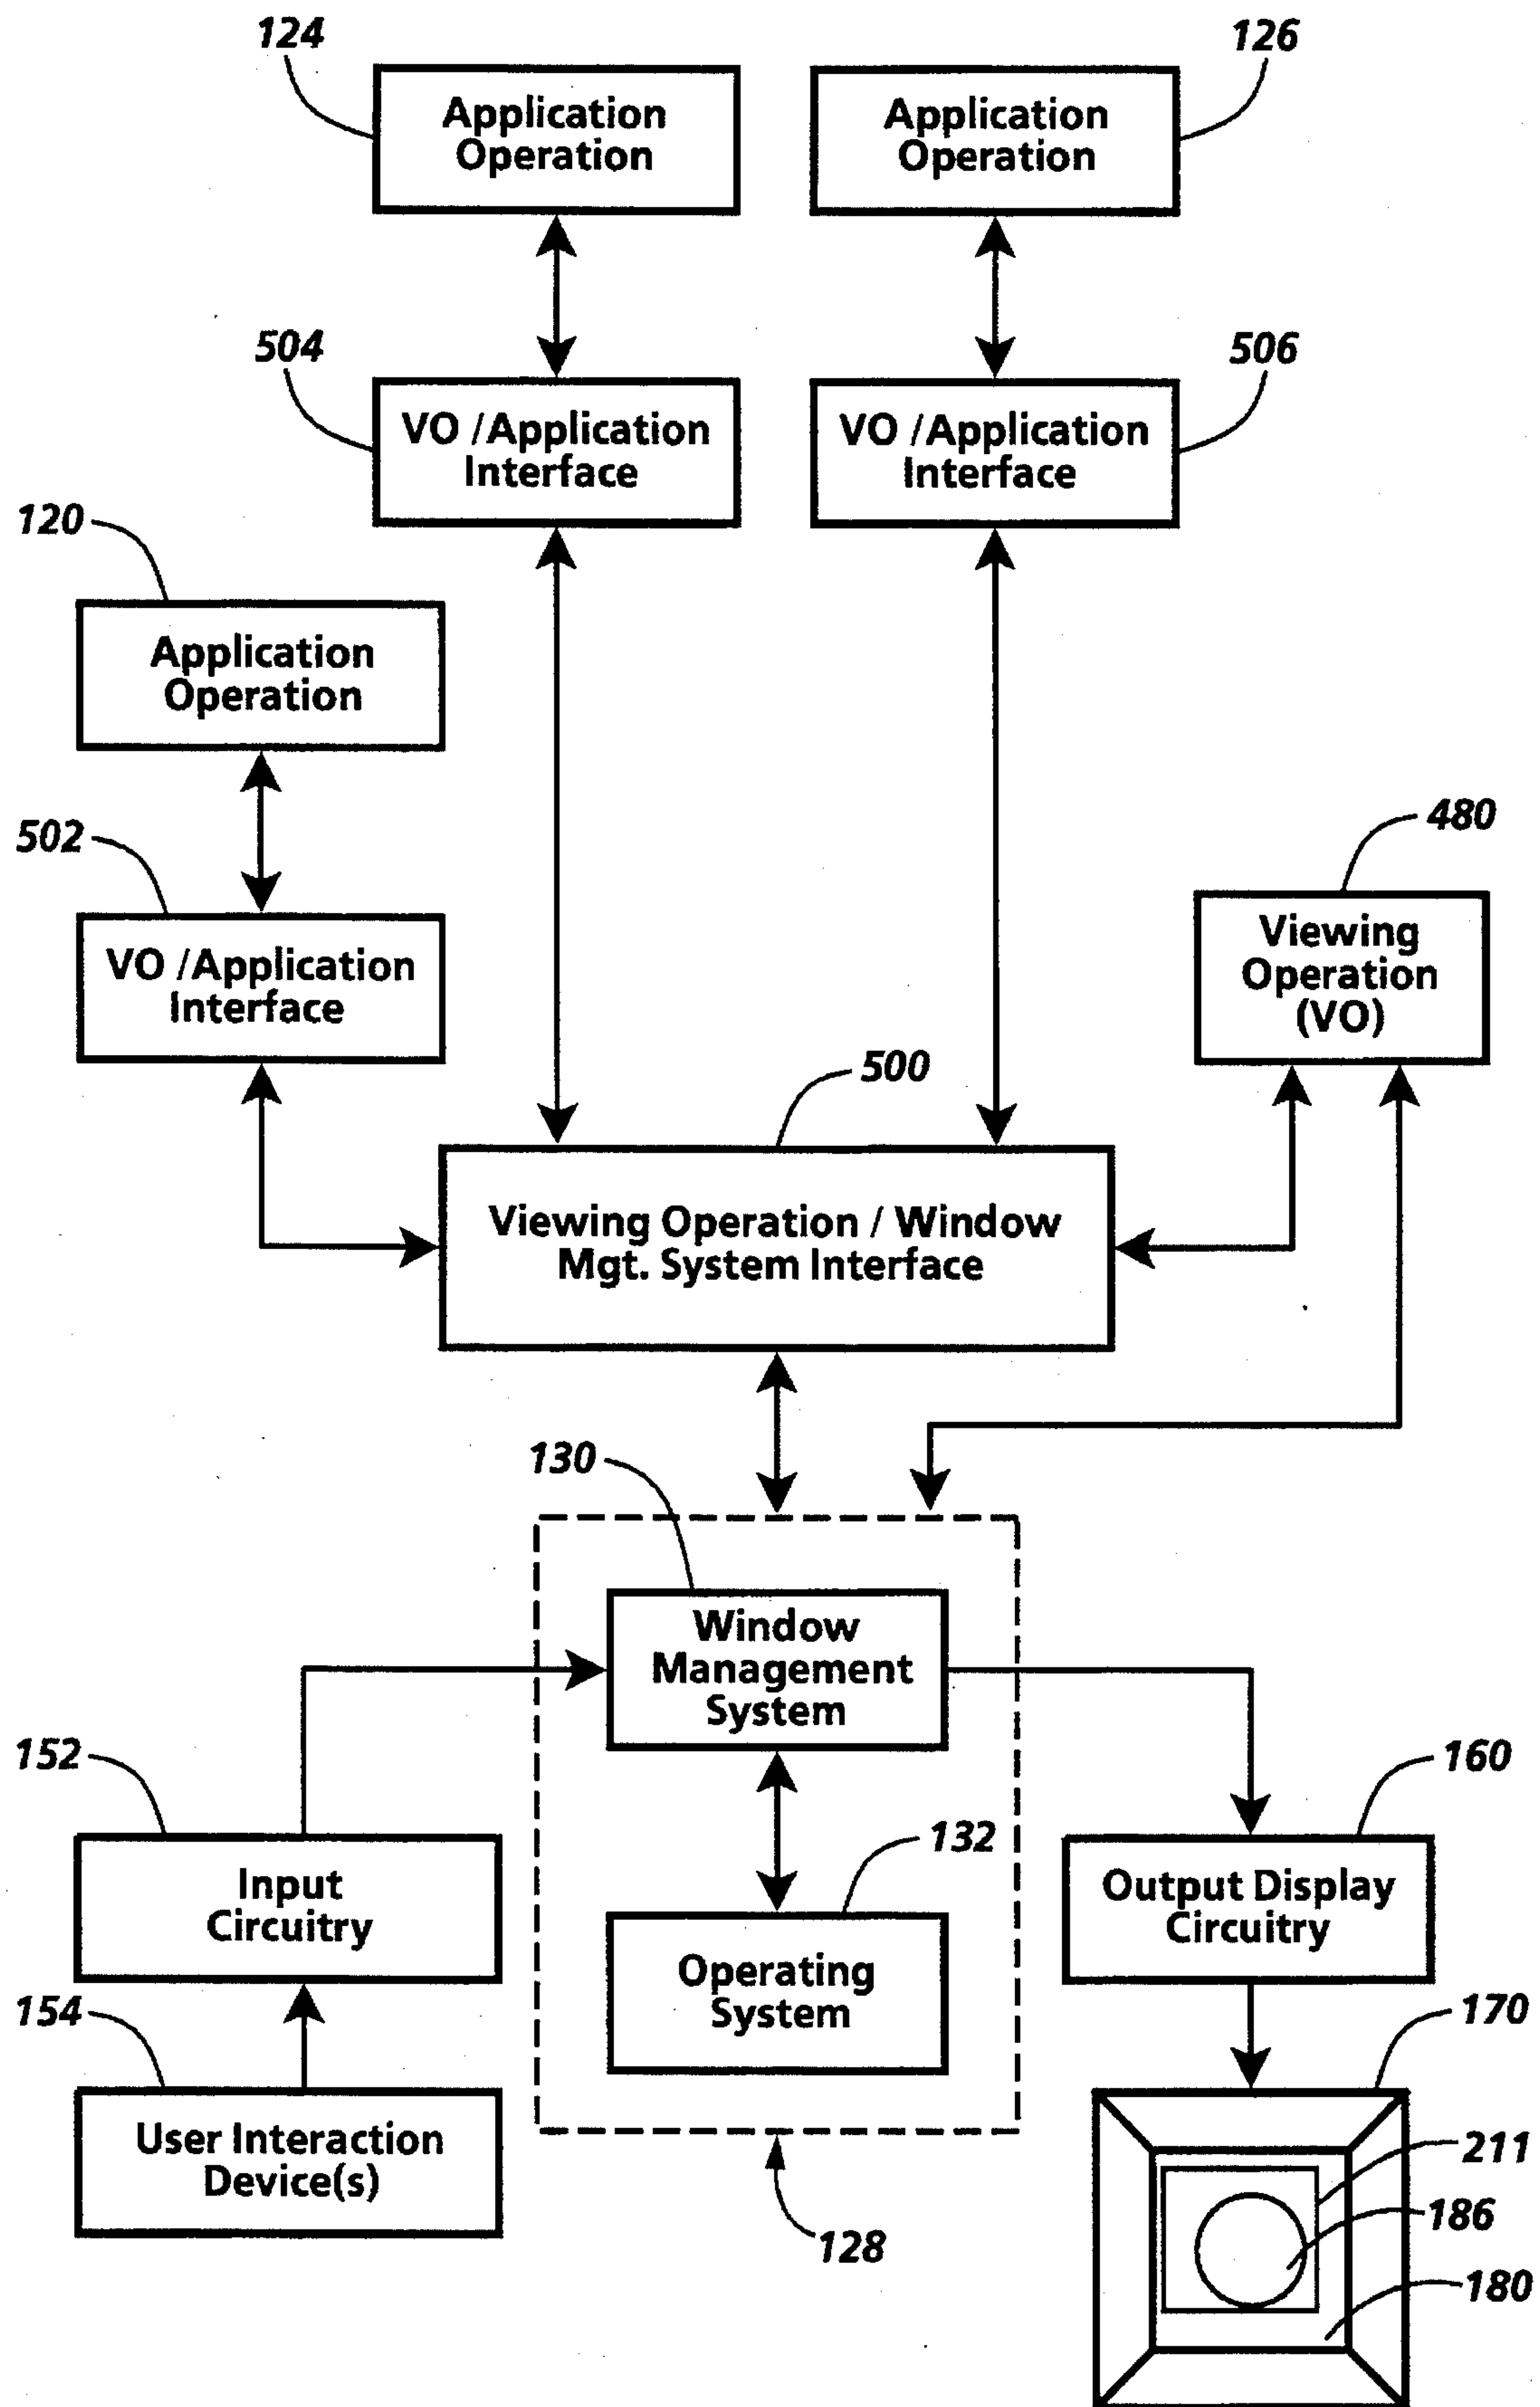 124
126
Application
Operation
Application
Operation
504
506
VO /Application
Interface
VO /Application
Interface
120
Application
Operation
502
480
VO /Application
Interface
Viewing
Operation
(VO)
500
Viewing Operation / Window
Mgt. System Interface
130
Window
Management
System
152
160
132
Input
Circuitry
Output Display
Circuitry
Operating
System
154
170
User Interaction
Device(s)
211
186
128
180